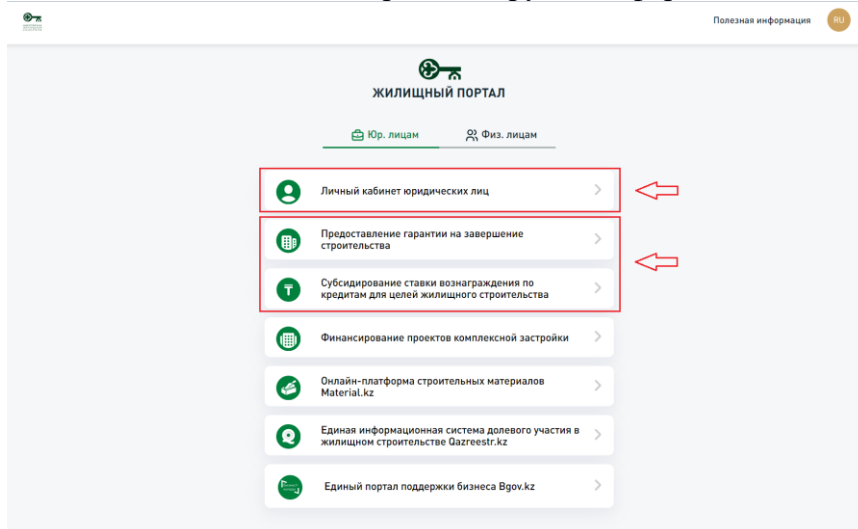 Полезная информация
RU
ЖИЛИЩНЫЙ ПОРТАЛ
Юр. лицам
Физ. лицам
Личный кабинет юридических лиц
Предоставление гарантии на завершение
строительства
Субсидирование ставки вознаграждения по
кредитам для целей жилищного строительства
Финансирование проектов комплексной застройки
Онлайн-платформа строительных материалов
Material.kz
Единая информационная система долевого участия в
жилищном строительстве Qazreestr.kz
Единый портал поддержки бизнеса Bgov.kz